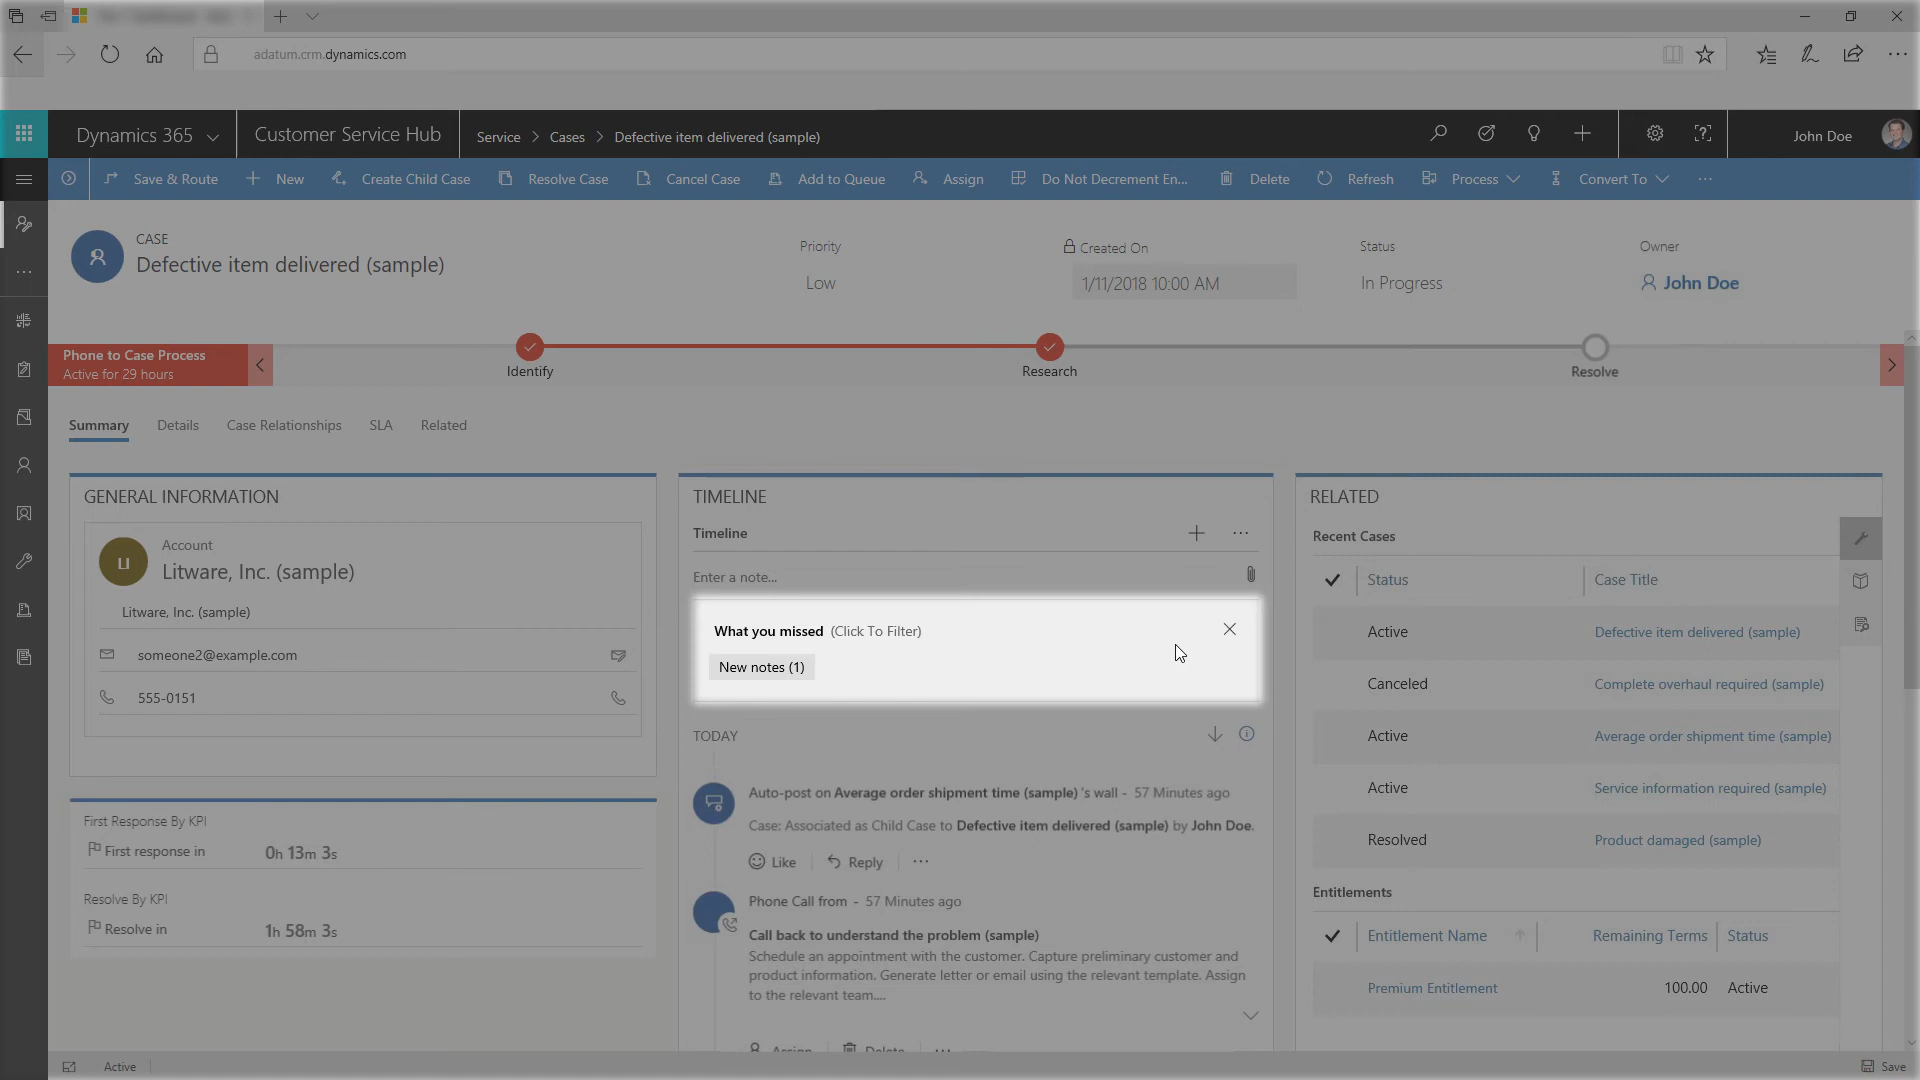 adatum.crm.dynamics.com
Dynamics 365
Customer Service Hub
Service > Cases > Defective item delivered (sample)
John Doe
Save & Route
New
Create Child Case
Resolve Case
Cancel Case
Add to Queue
Assign
Do Not Decrement En...
Delete
Refresh
Process
Convert To
CASE
Defective item delivered (sample)
Priority
Low
Created On
1/11/2018 10:00 AM
Status
In Progress
Owner
John Doe
Phone to Case Process
Active for 29 hours
Identify
Research
Resolve
Summary
Details
Case Relationships
SLA
Related
GENERAL INFORMATION
Account
LI
Litware, Inc. (sample)
Litware, Inc. (sample)
someone2@example.com
555-0151
First Response By KPI
First response in
0h 13m 3s
Resolve By KPI
Resolve in
1h 58m 3s
TIMELINE
Timeline
Enter a note...
What you missed (Click To Filter)
New notes (1)
TODAY
Auto-post on Average order shipment time (sample) 's wall - 57 Minutes ago
Case: Associated as Child Case to Defective item delivered (sample) by John Doe.
Like
Reply
Phone Call from - 57 Minutes ago
Call back to understand the problem (sample)
Schedule an appointment with the customer. Capture preliminary customer and
product information. Generate letter or email using the relevant template. Assign
to the relevant team....
Assign
Delete
RELATED
Recent Cases
Status
Case Title
Active
Defective item delivered (sample)
Canceled
Complete overhaul required (sample)
Active
Average order shipment time (sample)
Active
Service information required (sample)
Resolved
Product damaged (sample)
Entitlements
Entitlement Name
Remaining Terms
Status
Premium Entitlement
100.00
Active
Active
Save